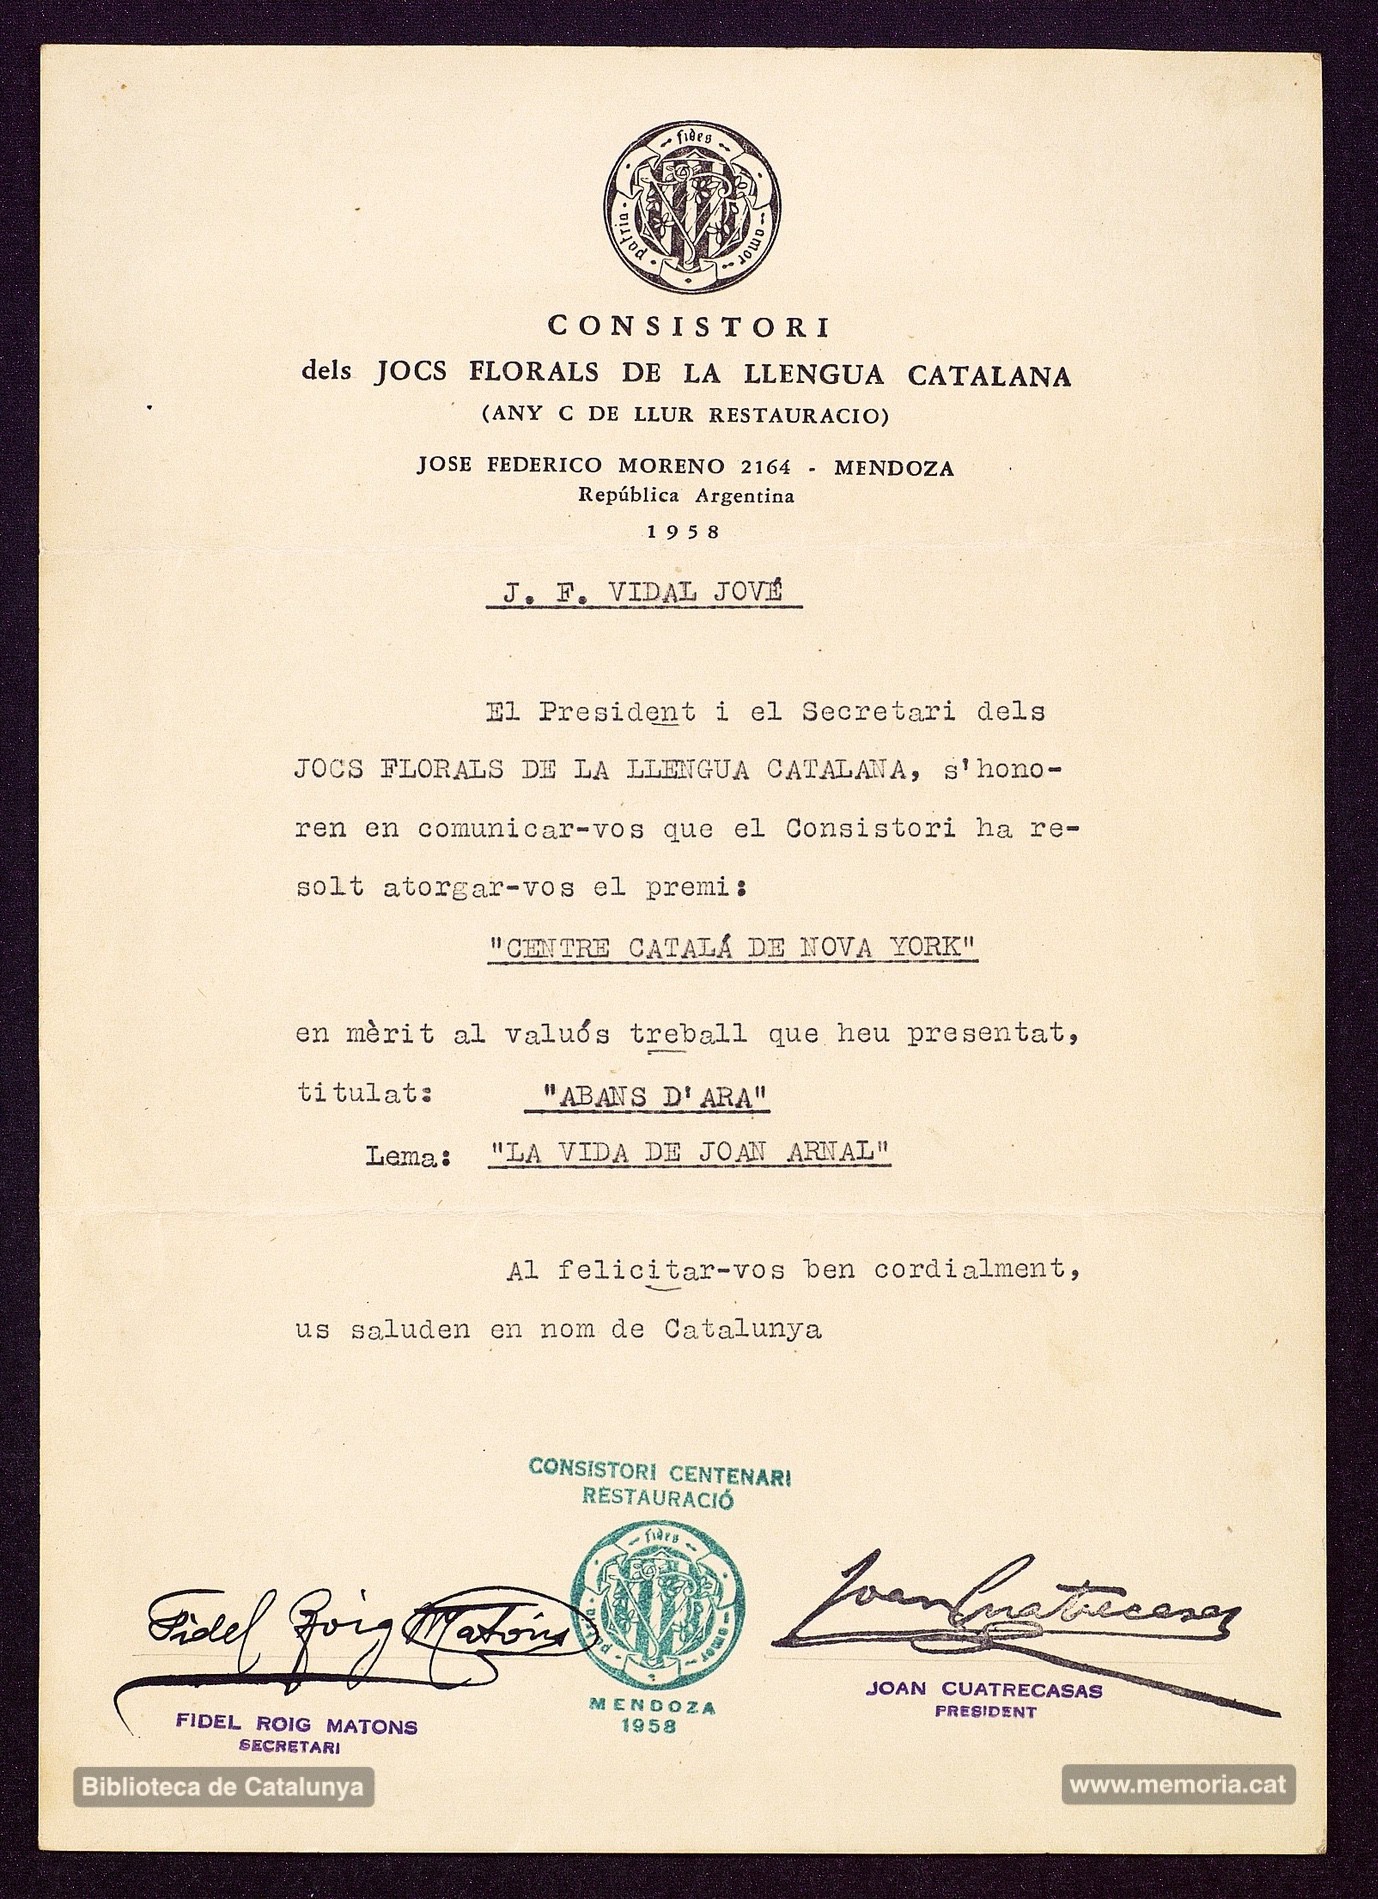 fides
amor
patria
CONSISTORI
dels JOCS FLORALS DE LA LLENGUA CATALANA
(ANY C DE LLUR RESTAURACIO)
JOSE FEDERICO MORENO 2164 - MENDOZA
República Argentina
1958
J. F. VIDAL JOVÉ
El President i el Secretari dels
JOCS FLORALS DE LA LLENGUA CATALANA, s'hono-
ren en comunicar-vos que el Consistori ha re-
solt atorgar-vos el premi:
"CENTRE CATALÁ DE NOVA YORK"
en mèrit al valuós treball que heu presentat,
titulat: "ABANS D'ARA"
Lema: "LA VIDA DE JOAN ARNAL"
Al felicitar-vos ben cordialment,
us saluden en nom de Catalunya
CONSISTORI CENTENARI
RESTAURACIÓ
fides
amor
patria
MENDOZA
1958
Fidel Roig Matons
FIDEL ROIG MATONS
SECRETARI
Joan Cuatrecasas
JOAN CUATRECASAS
PRESIDENT
Biblioteca de Catalunya
www.memoria.cat